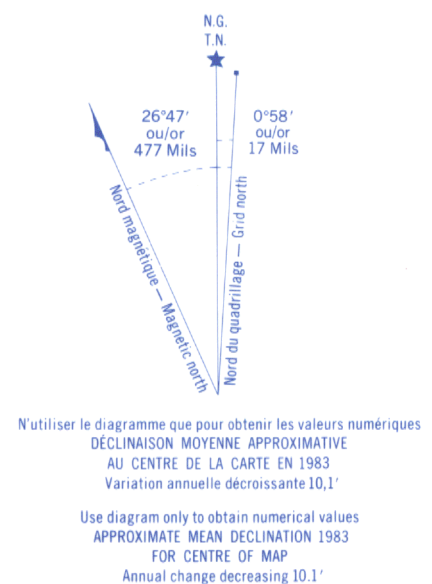 N.G.
T.N.
26°47' 0°58'
ou/or ou/or
477 Mils 17 Mils
Nord magnétique — Magnetic north
Nord du quadrillage — Grid north
N'utiliser le diagramme que pour obtenir les valeurs numériques
DÉCLINAISON MOYENNE APPROXIMATIVE
AU CENTRE DE LA CARTE EN 1983
Variation annuelle décroissante 10,1'
Use diagram only to obtain numerical values
APPROXIMATE MEAN DECLINATION 1983
FOR CENTRE OF MAP
Annual change decreasing 10.1'